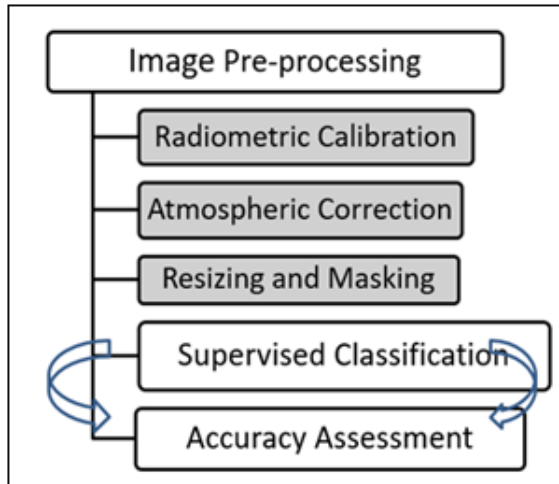 Image Pre-processing
Radiometric Calibration
Atmospheric Correction
Resizing and Masking
Supervised Classification
Accuracy Assessment